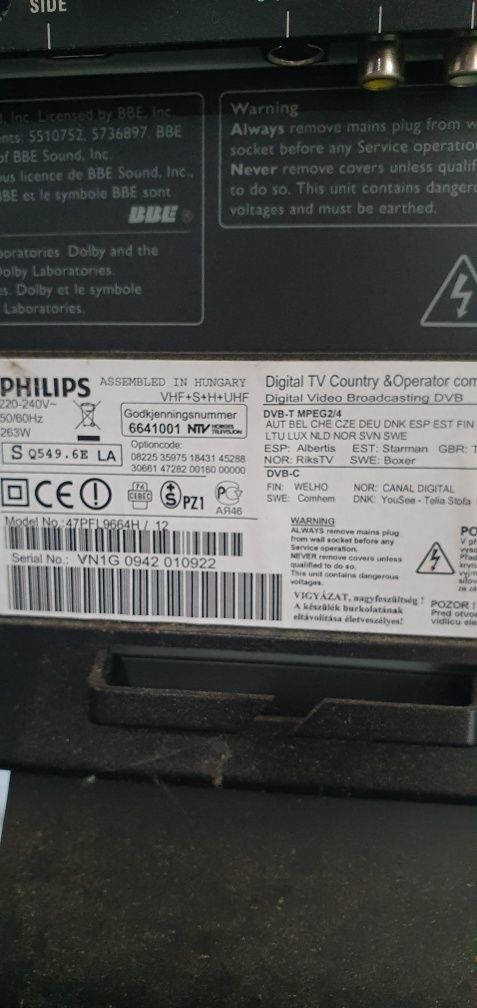 SIDE
, Inc. Licensed by BBE, Inc.
5510752, 5736897. BBE
of BBE Sound, Inc.
licence de BBE Sound, Inc.,
BBE et le symbole BBE sont
BBE ®
Dolby and the
Dolby Laboratories.
Dolby et le symbole
Laboratories.
Warning
Always remove mains plug from
socket before any Service
Never remove covers unless
to do so. This unit contains
voltages and must be earthed.
PHILIPS
220-240V~
50/60Hz
263W
ASSEMBLED IN HUNGARY
VHF+S+H+UHF
Godkjenningsnummer
6641001 NTV NORGES TELEVISJON
S Q549.6E LA
Optioncode:
08225 35975 18431 45288
30661 47282 00160 00000
CE
CEBEC
S
PZ1
АЯ46
Model No.: 47PFL9664H / 12
Serial No.: VN1G 0942 010922
Digital TV Country &Operator
Digital Video Broadcasting DVB
DVB-T MPEG2/4
AUT BEL CHE CZE DEU DNK ESP EST FIN
LTU LUX NLD NOR SVN SWE
ESP: Albertis EST: Starman GBR:
NOR: RiksTV SWE: Boxer
DVB-C
FIN: WELHO NOR: CANAL DIGITAL
SWE: Comhem DNK: YouSee - Telia Stofa
WARNING
ALWAYS remove mains plug
from wall socket before any
Service operation.
NEVER remove covers unless
qualified to do so.
This unit contains dangerous
voltages.
VIGYÁZAT, nagyfeszültség !
A készülék burkolatának
eltávolítása életveszélyes!
POZOR !
Pred
vidlicu